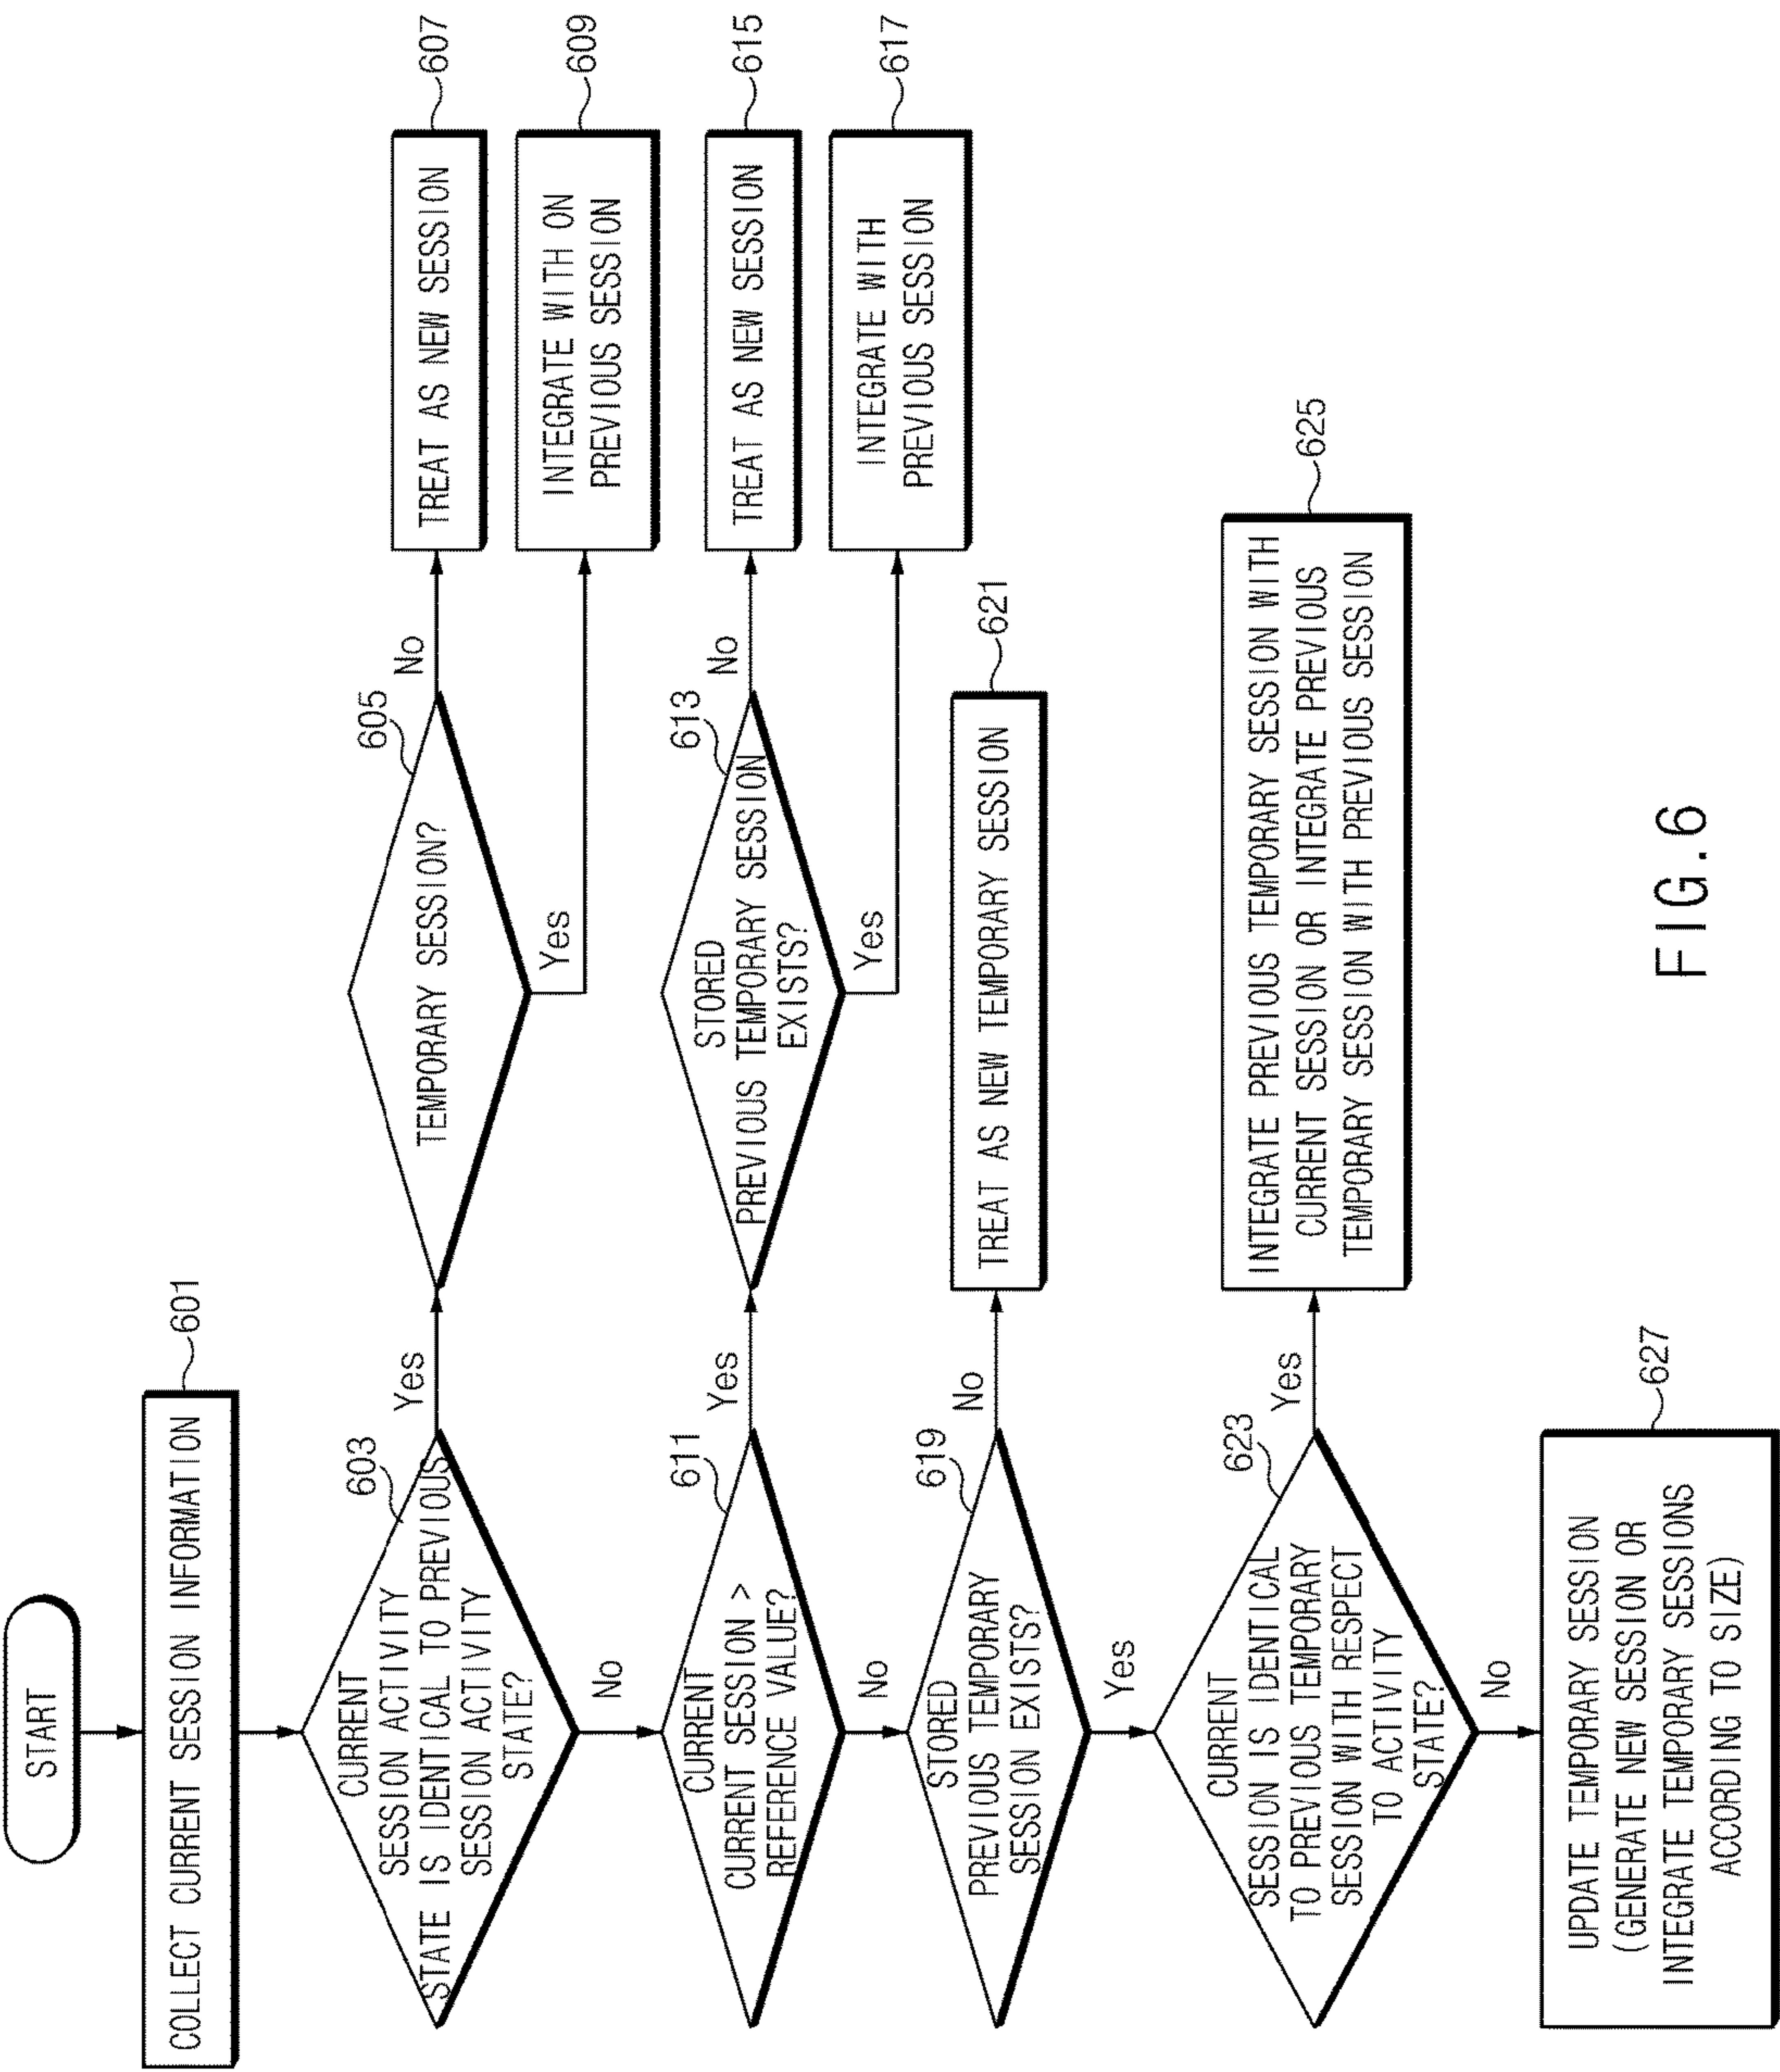 START
COLLECT CURRENT SESSION INFORMATION
601
CURRENT
SESSION ACTIVITY
STATE IS IDENTICAL TO PREVIOUS
SESSION ACTIVITY
STATE?
603
Yes
No
TEMPORARY SESSION?
605
No
Yes
TREAT AS NEW SESSION
607
INTEGRATE WITH ON
PREVIOUS SESSION
609
CURRENT
CURRENT SESSION >
REFERENCE VALUE?
611
Yes
No
STORED
PREVIOUS TEMPORARY SESSION
EXISTS?
613
No
Yes
TREAT AS NEW SESSION
615
INTEGRATE WITH
PREVIOUS SESSION
617
STORED
PREVIOUS TEMPORARY
SESSION EXISTS?
619
No
Yes
TREAT AS NEW TEMPORARY SESSION
621
CURRENT
SESSION IS IDENTICAL
TO PREVIOUS TEMPORARY
SESSION WITH RESPECT
TO ACTIVITY
STATE?
623
Yes
No
INTEGRATE PREVIOUS TEMPORARY SESSION WITH
CURRENT SESSION OR INTEGRATE PREVIOUS
TEMPORARY SESSION WITH PREVIOUS SESSION
625
UPDATE TEMPORARY SESSION
(GENERATE NEW SESSION OR
INTEGRATE TEMPORARY SESSIONS
ACCORDING TO SIZE)
627
FIG.6